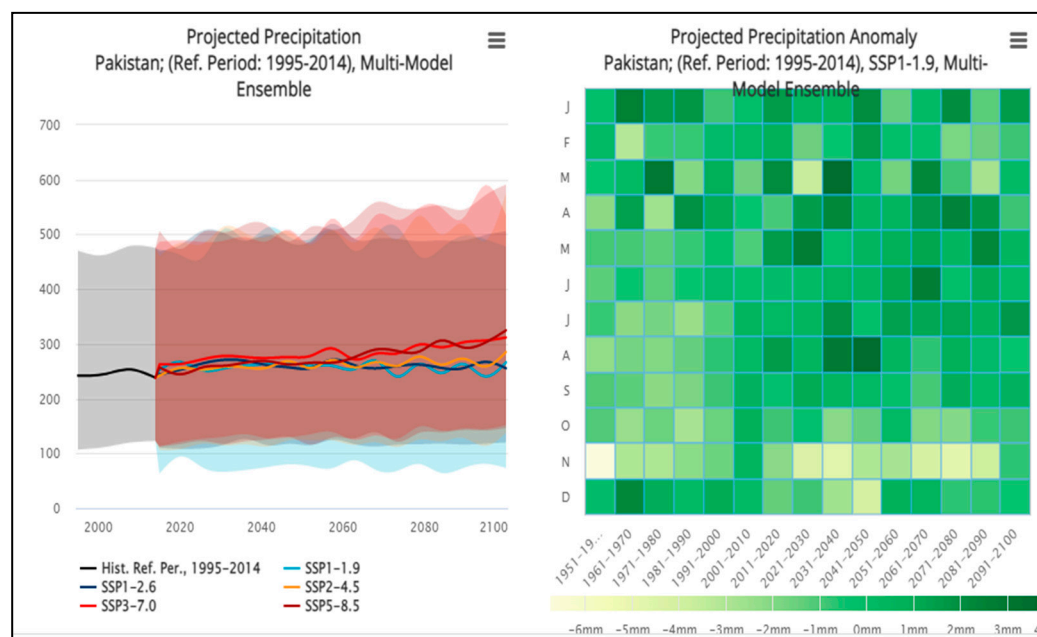 Projected Precipitation
Pakistan; (Ref. Period: 1995-2014), Multi-Model
Ensemble
700
600
500
400
300
200
100
0
2000 2020 2040 2060 2080 2100
Hist. Ref. Per., 1995-2014 SSP1-1.9
SSP1-2.6 SSP2-4.5
SSP3-7.0 SSP5-8.5
Projected Precipitation Anomaly
Pakistan; (Ref. Period: 1995-2014), SSP1-1.9, Multi-
Model Ensemble
J
F
M
A
M
J
J
A
S
O
N
D
1951-19...
1961-1970
1971-1980
1981-1990
1991-2000
2001-2010
2011-2020
2021-2030
2031-2040
2041-2050
2051-2060
2061-2070
2071-2080
2081-2090
2091-2100
-6mm -5mm -4mm -3mm -2mm -1mm 0mm 1mm 2mm 3mm 4